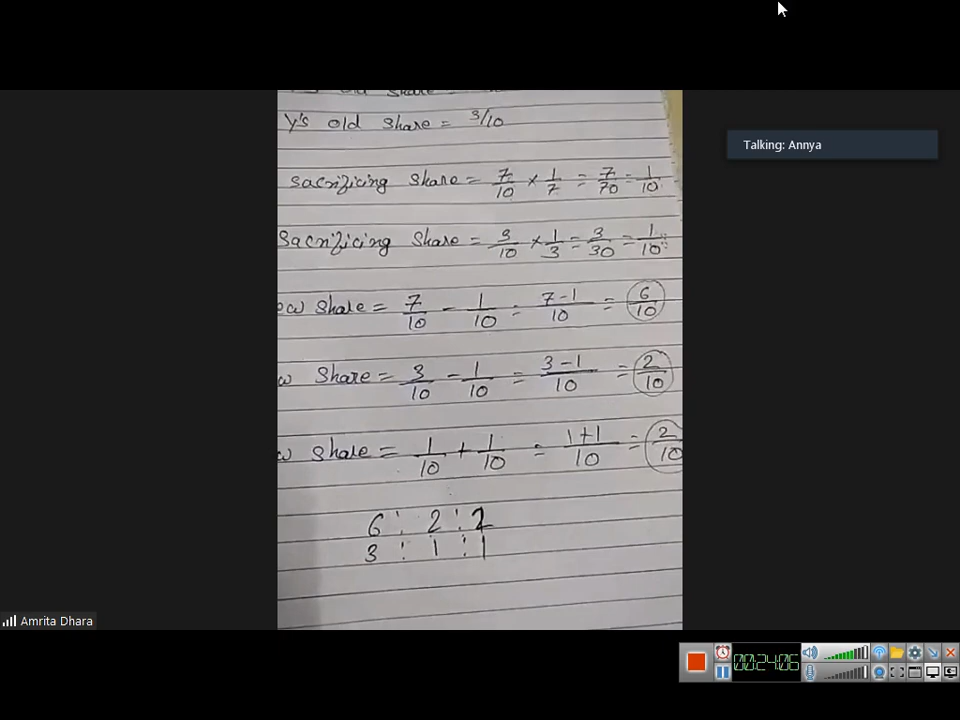 old share =
Y's old share = 3/10
Talking: Annya
Sacrificing share = 7/10 × 1/7 = 7/70 = 1/10
Sacrificing share = 3/10 × 1/3 = 3/30 = 1/10
ew share = 7/10 - 1/10 = 7-1/10 = 6/10
w share = 3/10 - 1/10 = 3-1/10 = 2/10
w share = 1/10 + 1/10 = 1+1/10 = 2/10
6 : 2 : 2
3 : 1 : 1
Amrita Dhara
00:24:06